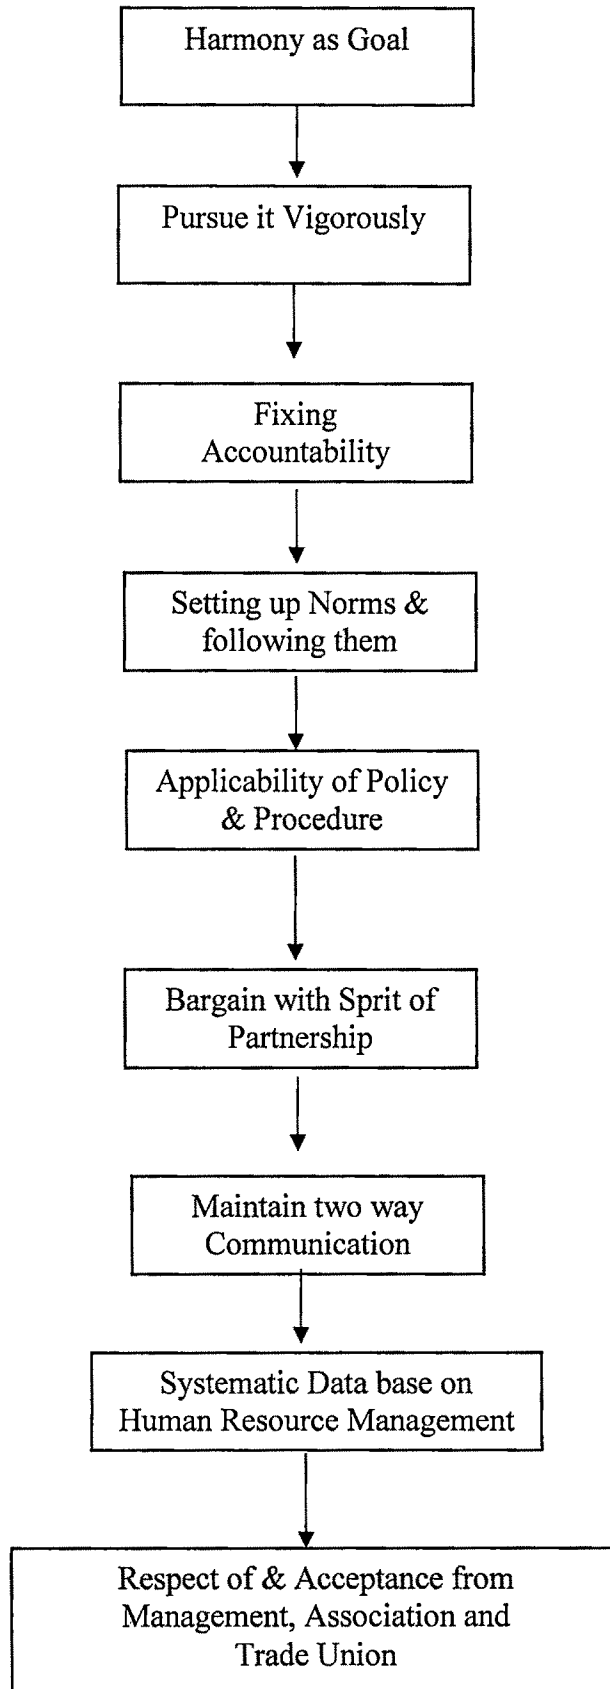 Harmony as Goal
Pursue it Vigorously
Fixing
Accountability
Setting up Norms &
following them
Applicability of Policy
& Procedure
Bargain with Sprit of
Partnership
Maintain two way
Communication
Systematic Data base on
Human Resource Management
Respect of & Acceptance from
Management, Association and
Trade Union